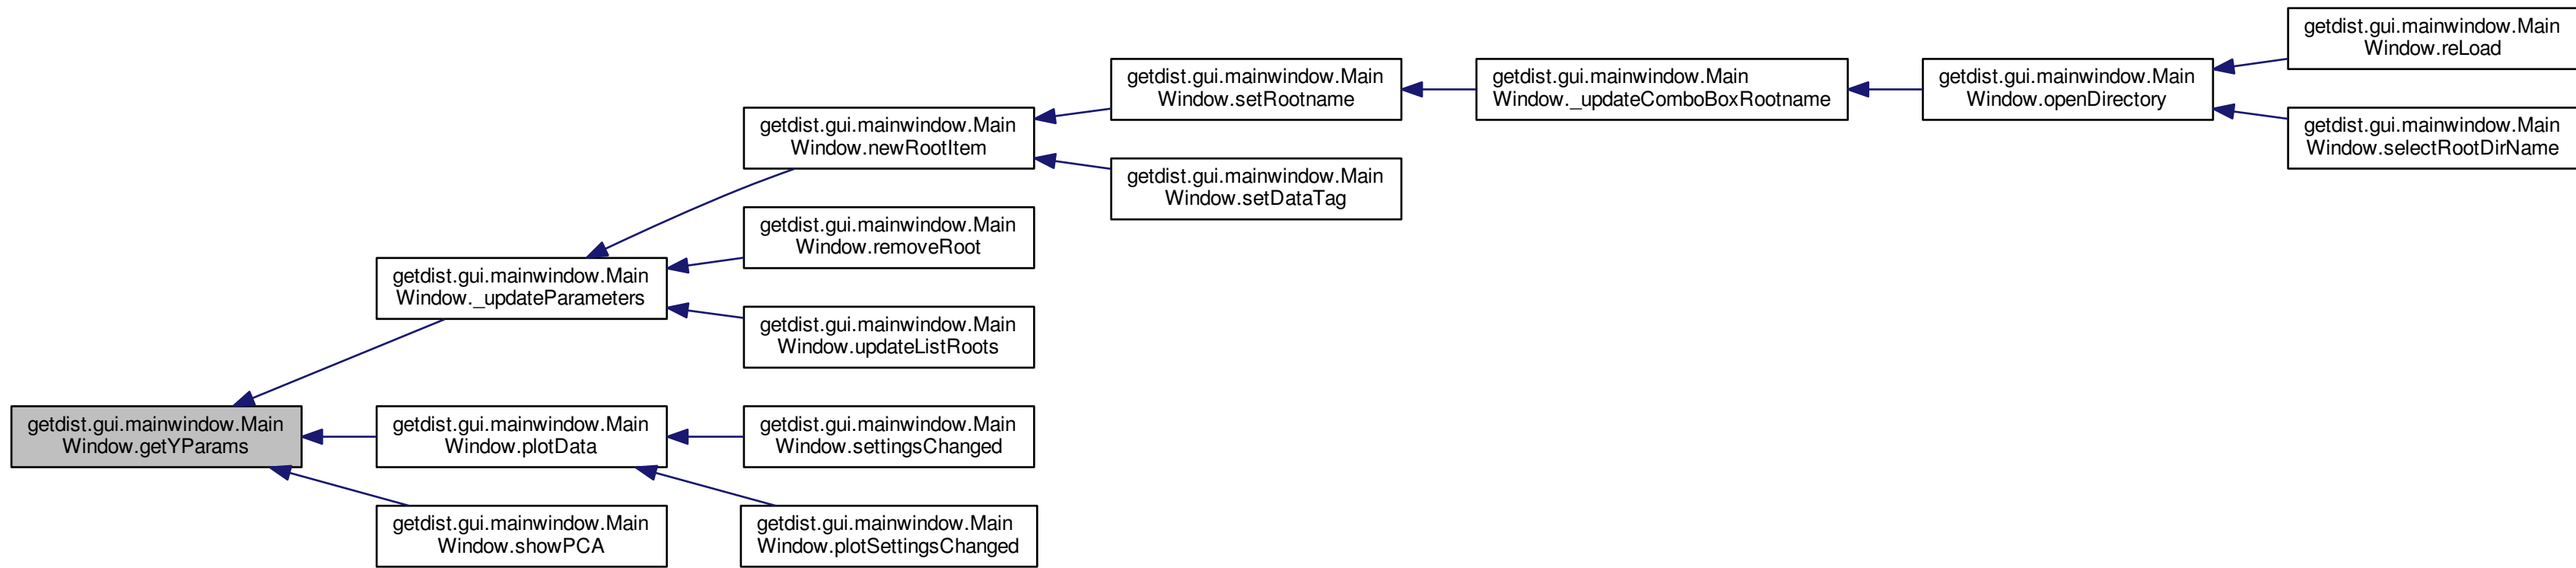 getdist.gui.mainwindow.Main
Window.getYParams
getdist.gui.mainwindow.Main
Window._updateParameters
getdist.gui.mainwindow.Main
Window.newRootItem
getdist.gui.mainwindow.Main
Window.setRootname
getdist.gui.mainwindow.Main
Window._updateComboBoxRootname
getdist.gui.mainwindow.Main
Window.openDirectory
getdist.gui.mainwindow.Main
Window.reLoad
getdist.gui.mainwindow.Main
Window.selectRootDirName
getdist.gui.mainwindow.Main
Window.setDataTag
getdist.gui.mainwindow.Main
Window.removeRoot
getdist.gui.mainwindow.Main
Window.updateListRoots
getdist.gui.mainwindow.Main
Window.plotData
getdist.gui.mainwindow.Main
Window.settingsChanged
getdist.gui.mainwindow.Main
Window.plotSettingsChanged
getdist.gui.mainwindow.Main
Window.showPCA